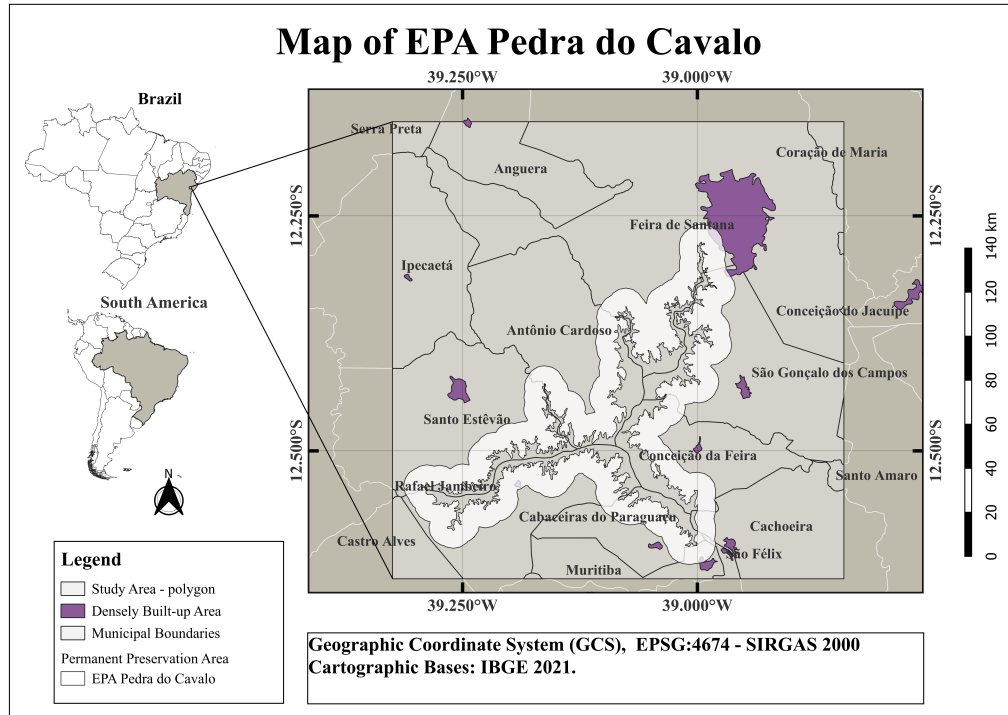 Map of EPA Pedra do Cavalo
Brazil
South America
N
39.250°W
39.000°W
12.250°S
12.500°S
12.250°S
12.500°S
39.250°W
39.000°W
Serra Preta
Anguera
Coração de Maria
Feira de Santana
Ipecaetá
Conceição do Jacuípe
Antônio Cardoso
São Gonçalo dos Campos
Santo Estêvão
Conceição da Feira
Santo Amaro
Rafael Jambeiro
Cabaceiras do Paraguaçu
Cachoeira
Castro Alves
São Félix
Muritiba
140 km
120
100
80
60
40
20
0
Legend
Study Area - polygon
Densely Built-up Area
Municipal Boundaries
Permanent Preservation Area
EPA Pedra do Cavalo
Geographic Coordinate System (GCS), EPSG:4674 - SIRGAS 2000
Cartographic Bases: IBGE 2021.